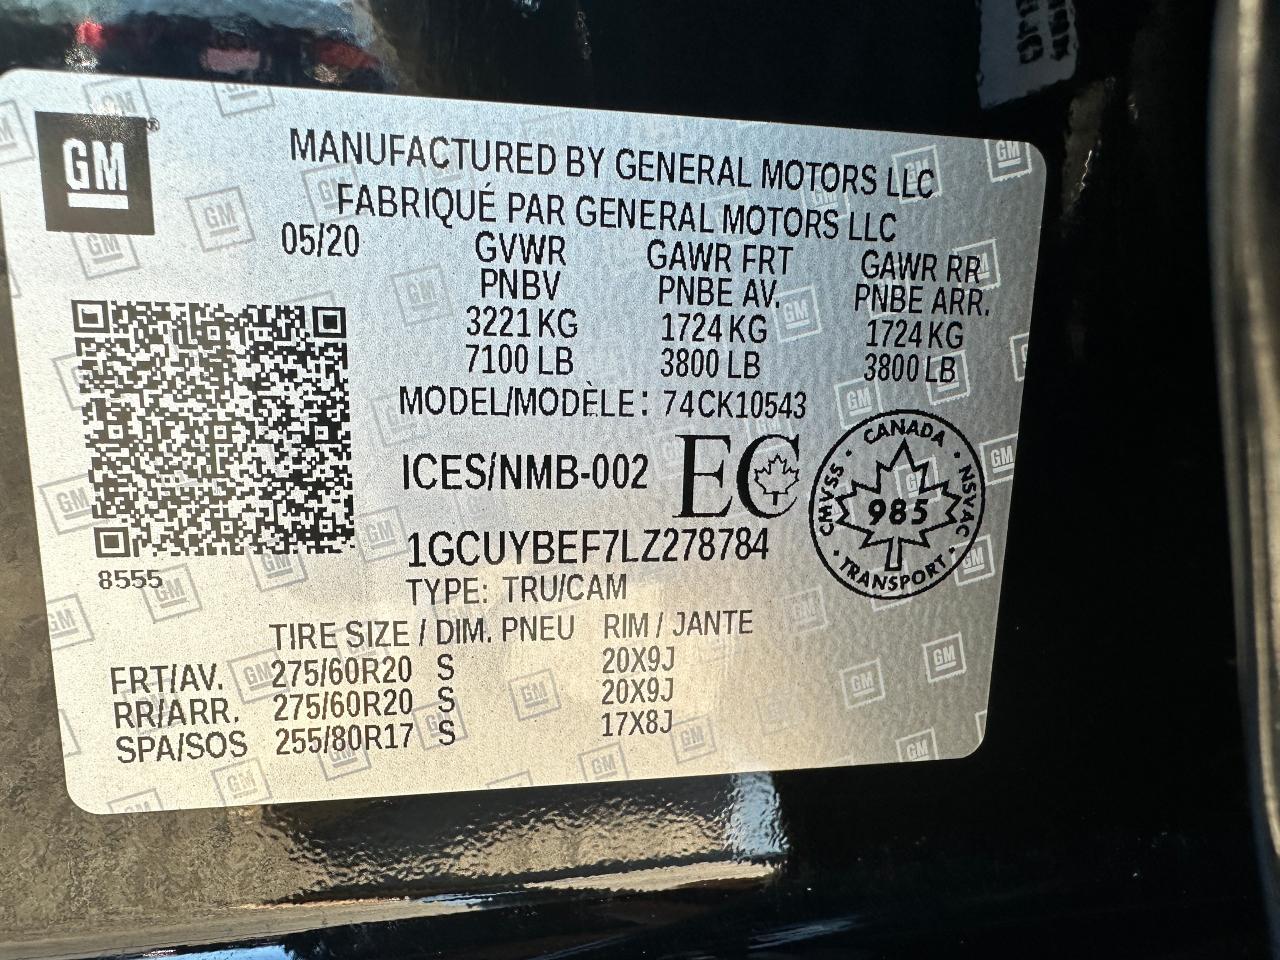 GM
MANUFACTURED BY GENERAL MOTORS LLC
FABRIQUÉ PAR GENERAL MOTORS LLC
05/20 GVWR GAWR FRT GAWR RR
PNBV PNBE AV. PNBE ARR.
3221 KG 1724 KG 1724 KG
7100 LB 3800 LB 3800 LB
MODEL/MODÈLE: 74CK10543
ICES/NMB-002 EC
CANADA
CMVSS · NSVAC
985
· TRANSPORT ·
1GCUYBEF7LZ278784
8555
TYPE: TRU/CAM
TIRE SIZE / DIM. PNEU RIM / JANTE
FRT/AV. 275/60R20 S 20X9J
RR/ARR. 275/60R20 S 20X9J
SPA/SOS 255/80R17 S 17X8J